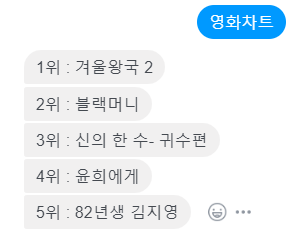 영화차트
1위 : 겨울왕국 2
2위 : 블랙머니
3위 : 신의 한 수- 귀수편
4위 : 윤희에게
5위 : 82년생 김지영